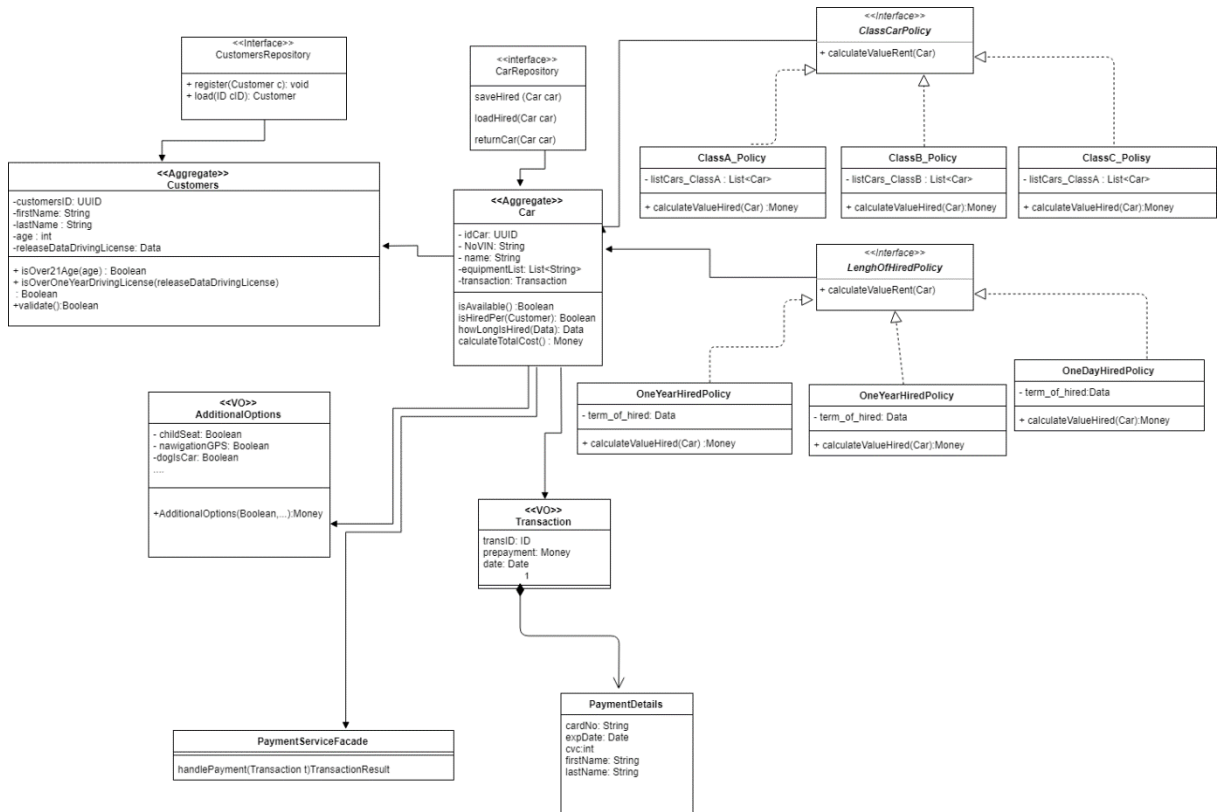 <<Interface>>
CustomersRepository
+ register(Customer c): void
+ load(ID cID): Customer
<<interface>>
CarRepository
saveHired (Car car)
loadHired(Car car)
returnCar(Car car)
<<Interface>>
ClassCarPolicy
+ calculateValueRent(Car)
ClassA_Policy
- listCars_ClassA : List<Car>
+ calculateValueHired(Car) :Money
ClassB_Policy
- listCars_ClassB : List<Car>
+ calculateValueHired(Car):Money
ClassC_Polisy
- listCars_ClassA : List<Car>
+ calculateValueHired(Car):Money
<<Aggregate>>
Customers
-customersID: UUID
-firstName: String
-lastName : String
-age : int
-releaseDataDrivingLicense: Data
+ isOver21Age(age) : Boolean
+ isOverOneYearDrivingLicense(releaseDataDrivingLicense)
: Boolean
+validate():Boolean
<<Aggregate>>
Car
- idCar: UUID
- NoVIN: String
- name: String
-equipmentList: List<String>
-transaction: Transaction
isAvailable() :Boolean
isHiredPer(Customer): Boolean
howLongIsHired(Data): Data
calculateTotalCost() : Money
<<Interface>>
LenghOfHiredPolicy
+ calculateValueRent(Car)
OneYearHiredPolicy
- term_of_hired: Data
+ calculateValueHired(Car) :Money
OneYearHiredPolicy
- term_of_hired: Data
+ calculateValueHired(Car):Money
OneDayHiredPolicy
- term_of_hired:Data
+ calculateValueHired(Car):Money
<<VO>>
AdditionalOptions
- childSeat: Boolean
- nawigationGPS: Boolean
-dogIsCar: Boolean
....
+AdditionalOptions(Boolean,...):Money
<<VO>>
Transaction
transID: ID
prepayment: Money
date: Date
1
PaymentServiceFacade
handlePayment(Transaction t)TransactionResult
PaymentDetails
cardNo: String
expDate: Date
cvc:int
firstName: String
lastName: String